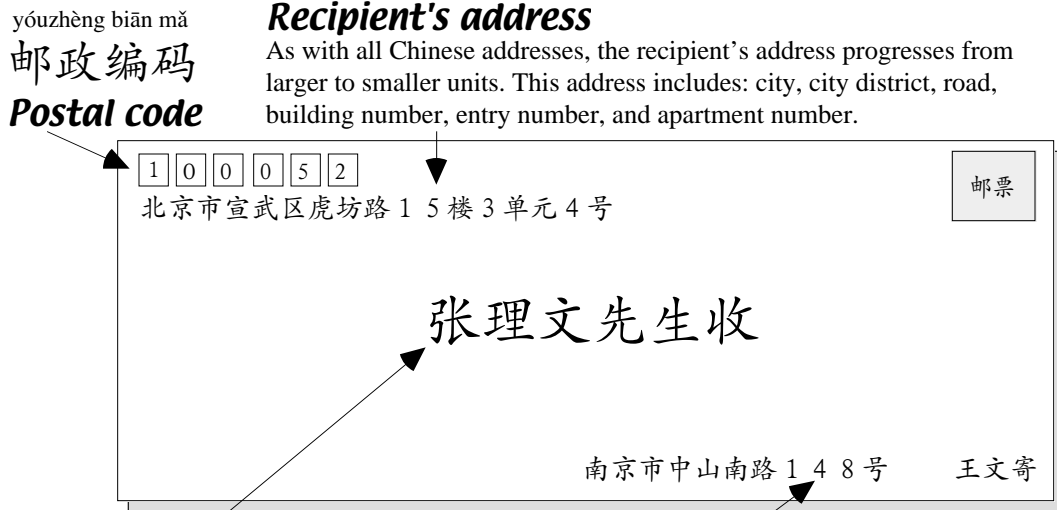 yóuzhèng biān mǎ
邮政编码
Postal code
Recipient's address
As with all Chinese addresses, the recipient's address progresses from
larger to smaller units. This address includes: city, city district, road,
building number, entry number, and apartment number.
100052
北京市宣武区虎坊路15楼3单元4号
邮票
张理文先生收
南京市中山南路148号 王文寄